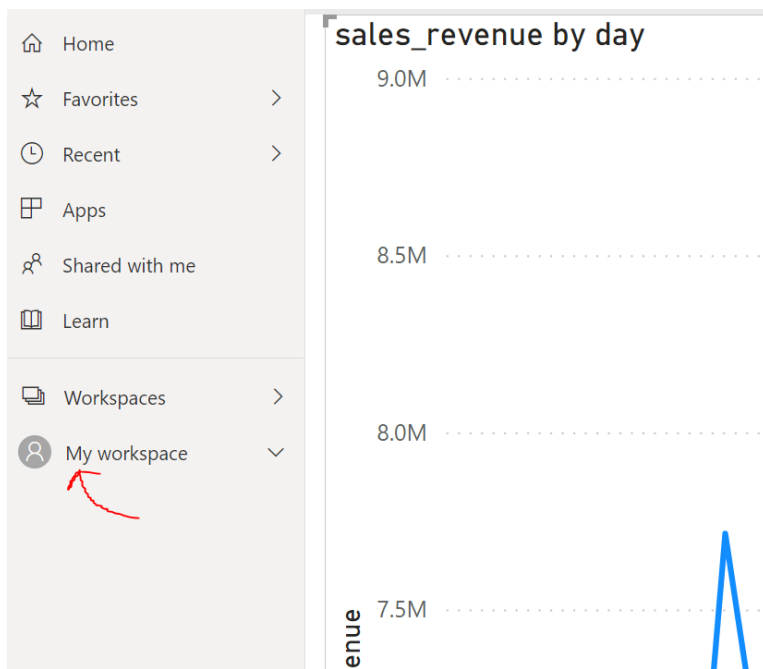 Home
Favorites
Recent
Apps
Shared with me
Learn
Workspaces
My workspace
sales_revenue by day
9.0M
8.5M
8.0M
7.5M
enue